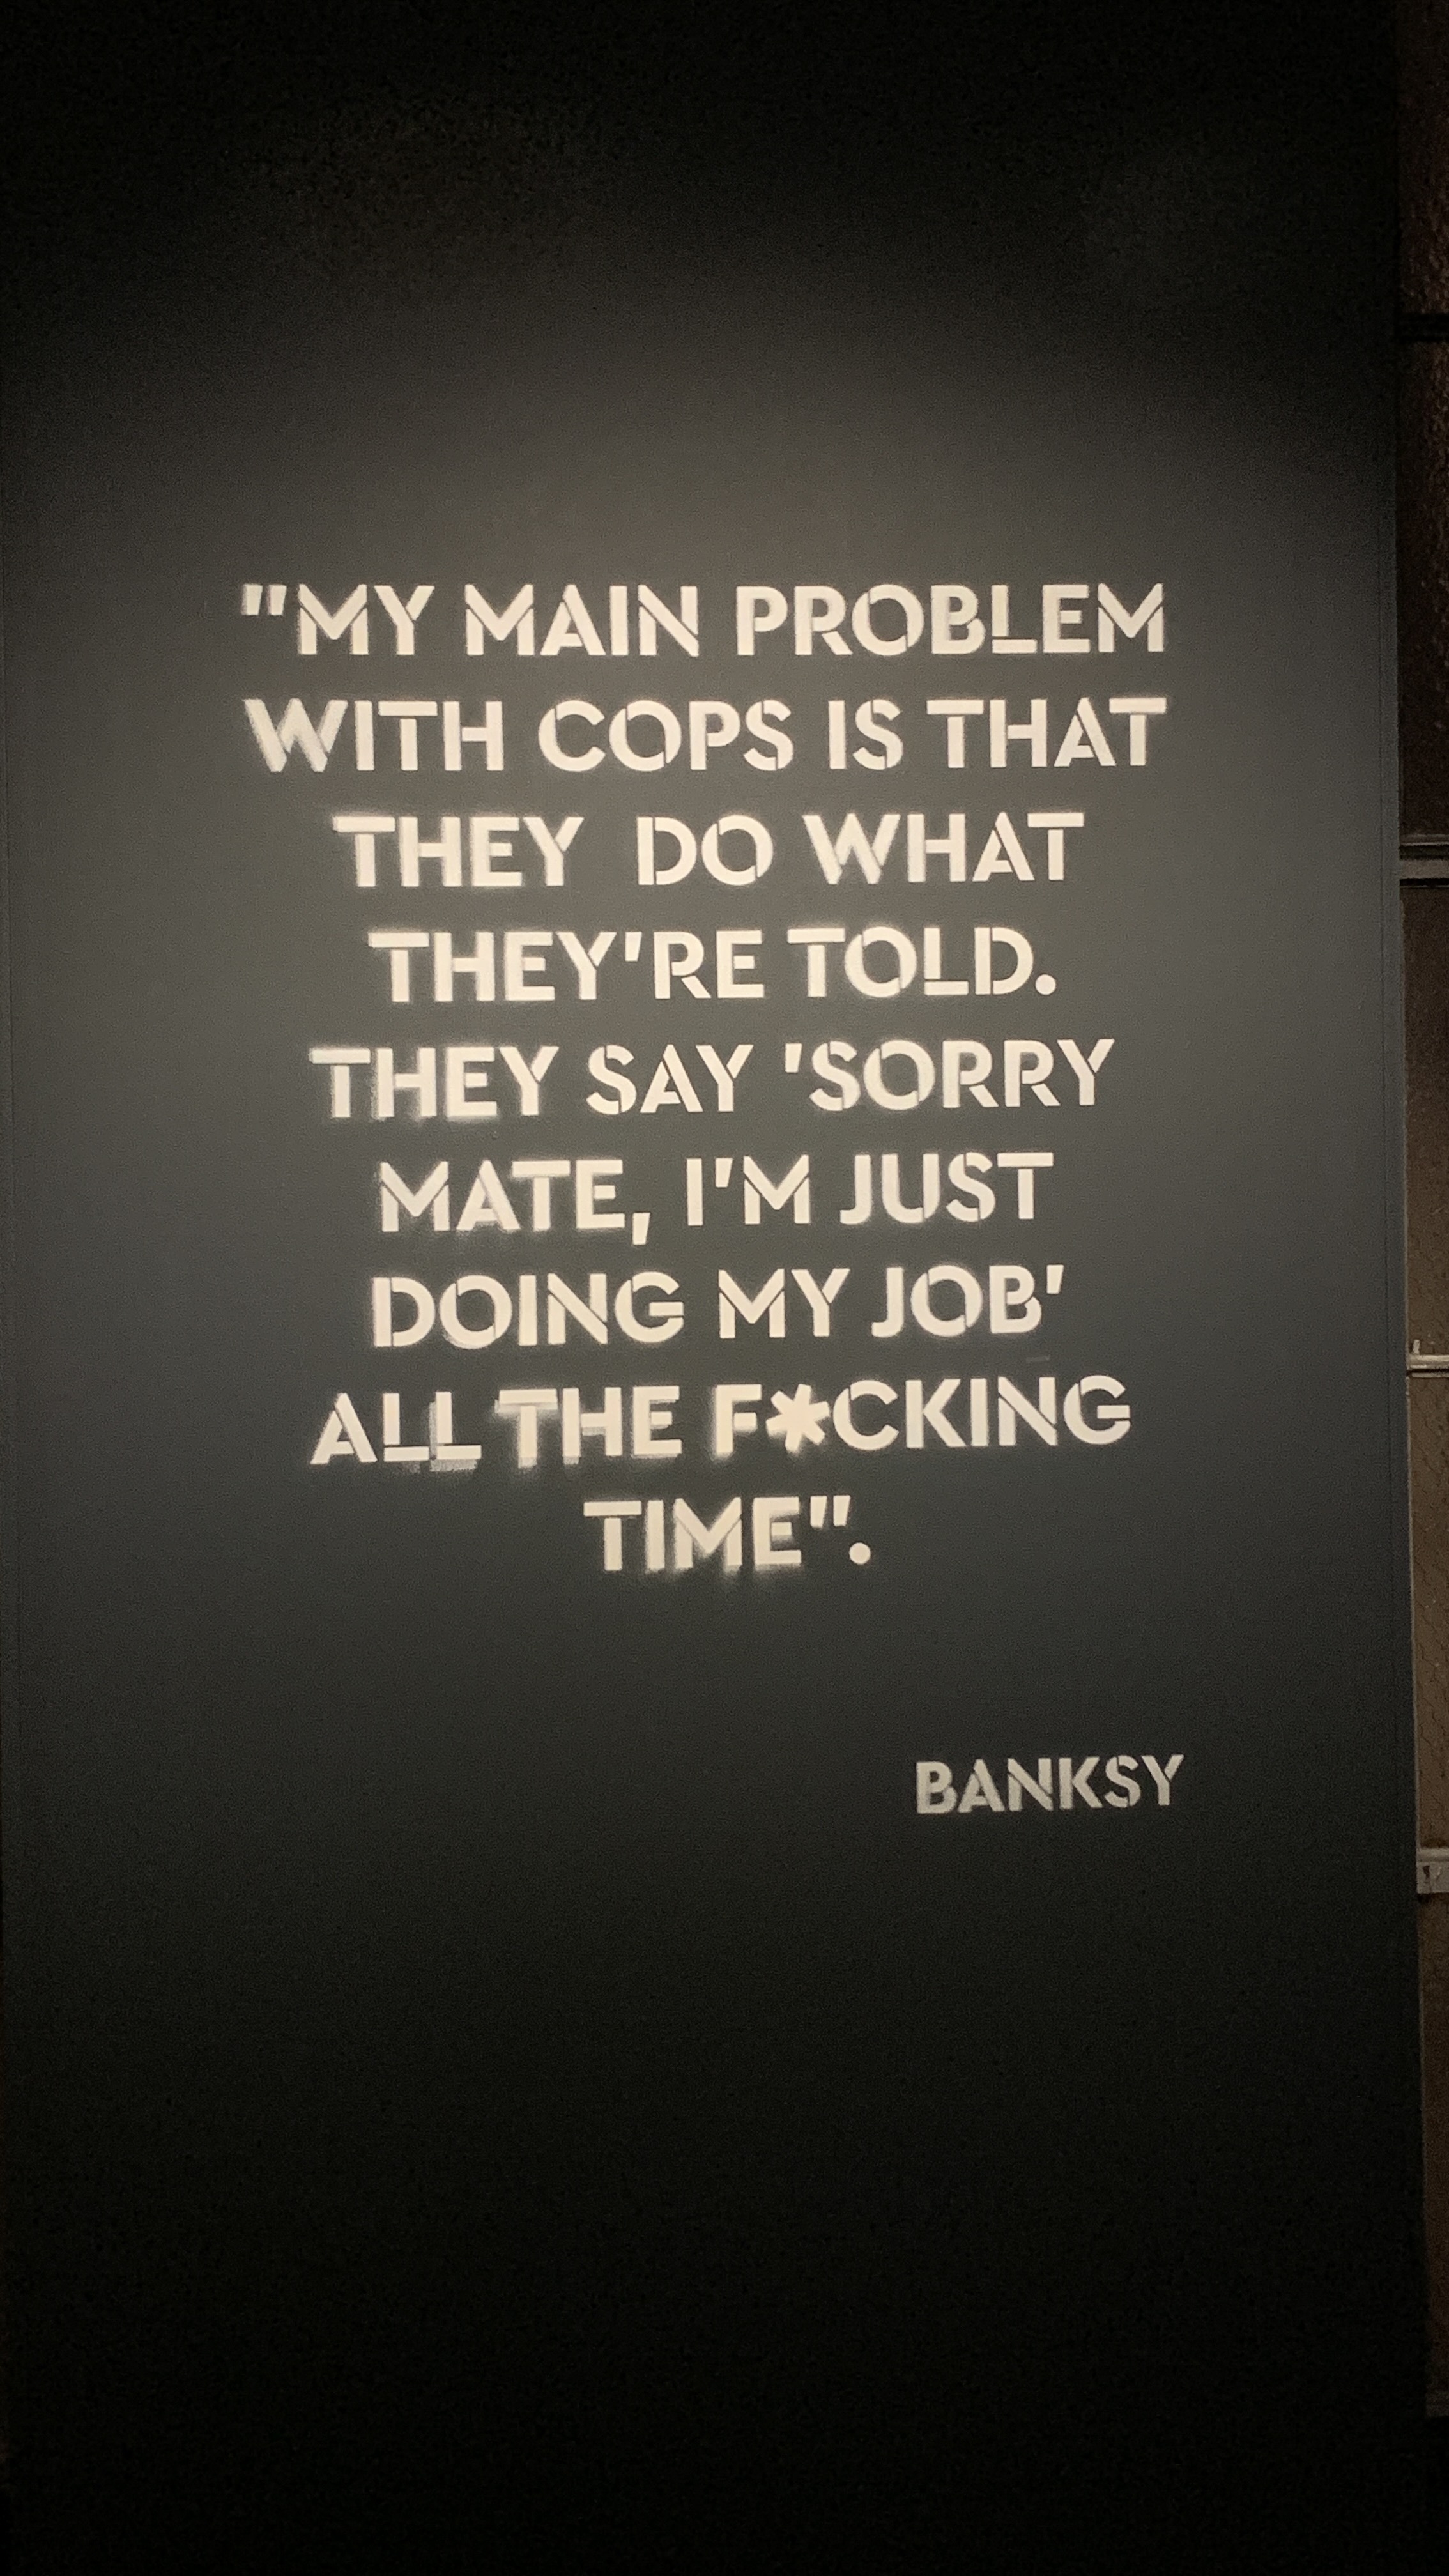 "MY MAIN PROBLEM
WITH COPS IS THAT
THEY DO WHAT
THEY'RE TOLD.
THEY SAY 'SORRY
MATE, I'M JUST
DOING MY JOB'
ALL THE F*CKING
TIME".
BANKSY